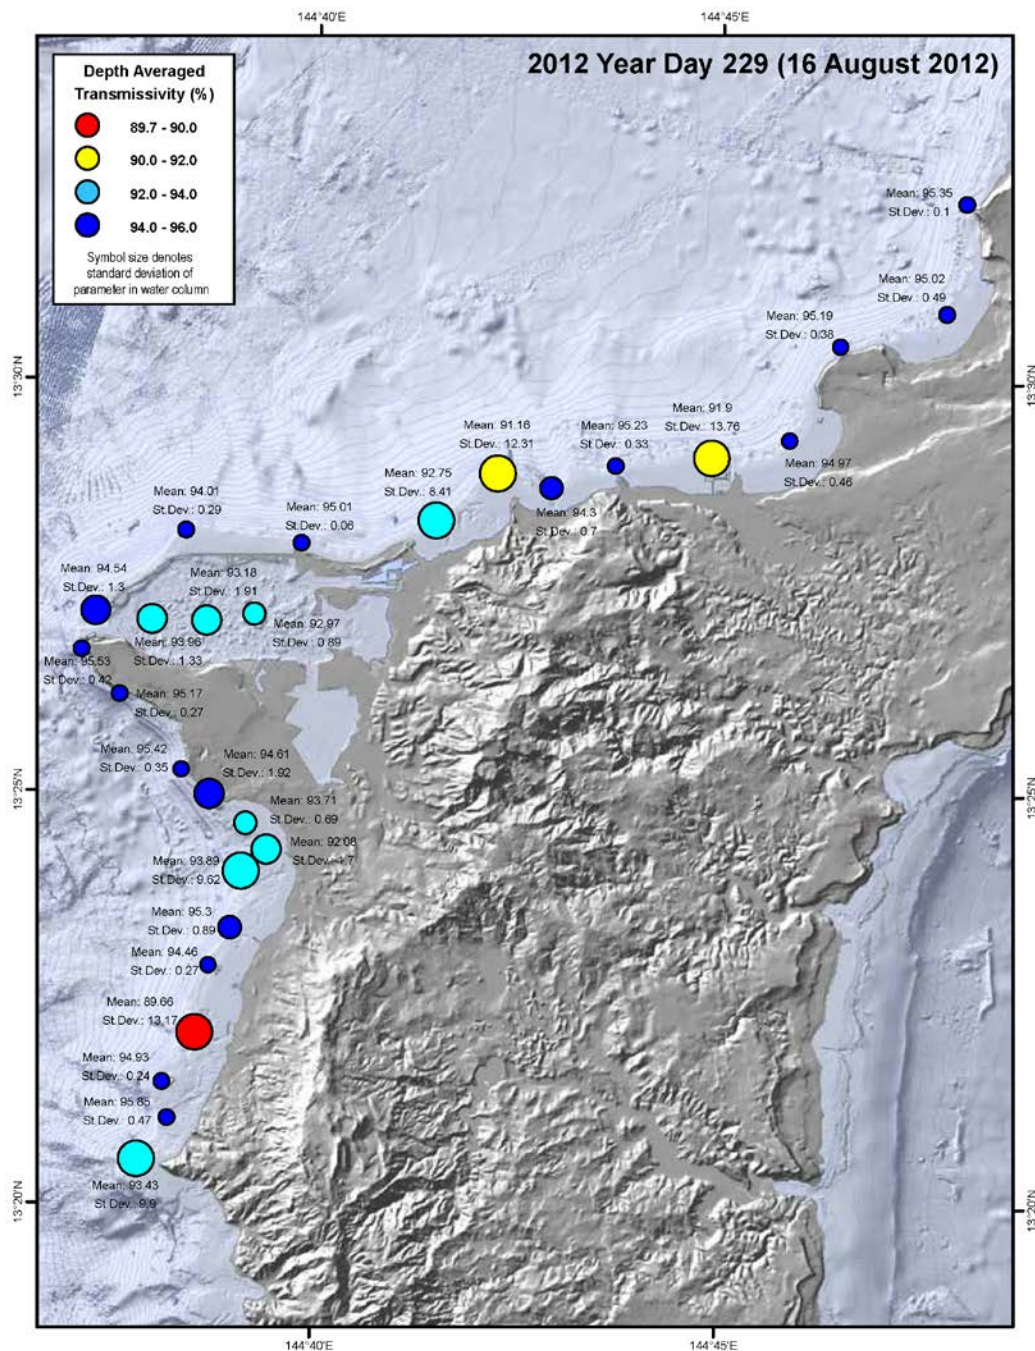 144°40'E
144°45'E
2012 Year Day 229 (16 August 2012)
Depth Averaged
Transmissivity (%)
89.7 - 90.0
90.0 - 92.0
92.0 - 94.0
94.0 - 96.0
Symbol size denotes
standard deviation of
parameter in water column
Mean: 95.35
St.Dev.: 0.1
Mean: 95.02
St.Dev.: 0.49
Mean: 95.19
St.Dev.: 0.38
13°30'N
13°30'N
Mean: 91.9
St.Dev.: 13.76
Mean: 91.16
St.Dev.: 12.31
Mean: 95.23
St.Dev.: 0.33
Mean: 94.97
St.Dev.: 0.46
Mean: 92.75
St.Dev.: 8.41
Mean: 94.3
St.Dev.: 0.7
Mean: 94.01
St.Dev.: 0.29
Mean: 95.01
St.Dev.: 0.06
Mean: 94.54
St.Dev.: 1.3
Mean: 93.18
St.Dev.: 1.91
Mean: 92.97
St.Dev.: 0.89
Mean: 93.96
St.Dev.: 1.33
Mean: 95.53
St.Dev.: 0.42
Mean: 95.17
St.Dev.: 0.27
Mean: 95.42
St.Dev.: 0.35
Mean: 94.61
St.Dev.: 1.92
13°25'N
13°25'N
Mean: 93.71
St.Dev.: 0.69
Mean: 92.08
St.Dev.: 1.7
Mean: 93.89
St.Dev.: 9.62
Mean: 95.3
St.Dev.: 0.89
Mean: 94.46
St.Dev.: 0.27
Mean: 89.66
St.Dev.: 13.17
Mean: 94.93
St.Dev.: 0.24
Mean: 95.85
St.Dev.: 0.47
Mean: 93.43
St.Dev.: 9.9
13°20'N
13°20'N
144°40'E
144°45'E